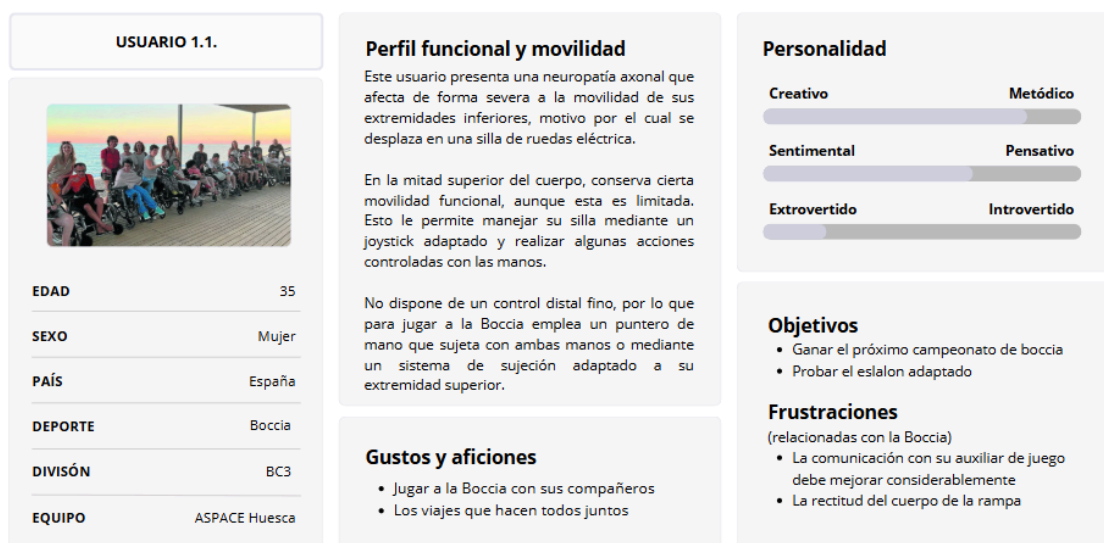 USUARIO 1.1.
EDAD 35
SEXO Mujer
PAÍS España
DEPORTE Boccia
DIVISÓN BC3
EQUIPO ASPACE Huesca
Perfil funcional y movilidad
Este usuario presenta una neuropatía axonal que
afecta de forma severa a la movilidad de sus
extremidades inferiores, motivo por el cual se
desplaza en una silla de ruedas eléctrica.
En la mitad superior del cuerpo, conserva cierta
movilidad funcional, aunque esta es limitada.
Esto le permite manejar su silla mediante un
joystick adaptado y realizar algunas acciones
controladas con las manos.
No dispone de un control distal fino, por lo que
para jugar a la Boccia emplea un puntero de
mano que sujeta con ambas manos o mediante
un sistema de sujeción adaptado a su
extremidad superior.
Gustos y aficiones
• Jugar a la Boccia con sus compañeros
• Los viajes que hacen todos juntos
Personalidad
Creativo Metódico
Sentimental Pensativo
Extrovertido Introvertido
Objetivos
• Ganar el próximo campeonato de boccia
• Probar el eslalon adaptado
Frustraciones
(relacionadas con la Boccia)
• La comunicación con su auxiliar de juego
debe mejorar considerablemente
• La rectitud del cuerpo de la rampa